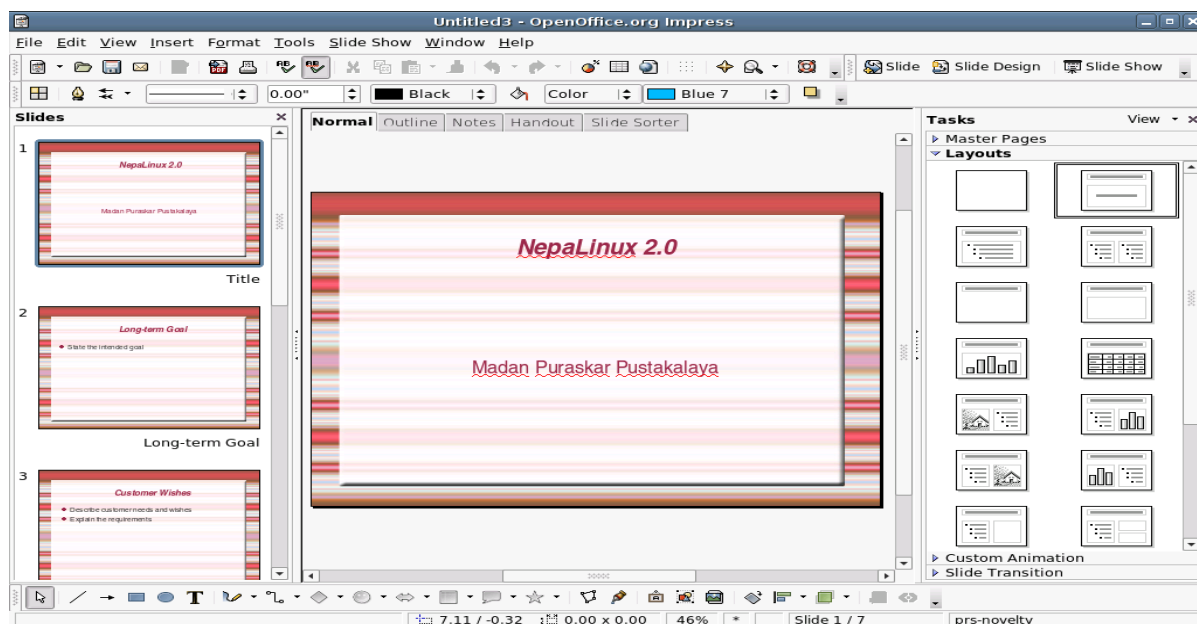 Untitled3 - OpenOffice.org Impress
File Edit View Insert Format Tools Slide Show Window Help
Slide Slide Design Slide Show
0.00" Black Color Blue 7
Slides
Normal Outline Notes Handout Slide Sorter
Tasks View
Master Pages
Layouts
1
NepaLinux 2.0
Madan Puraskar Pustakalaya
Title
2
Long-term Goal
State the intended goal
Long-term Goal
3
Customer Wishes
Describe customer needs and wishes
Explain the requirements
NepaLinux 2.0
Madan Puraskar Pustakalaya
Custom Animation
Slide Transition
7.11 / -0.32 0.00 x 0.00 46% * Slide 1 / 7 prs-novelty